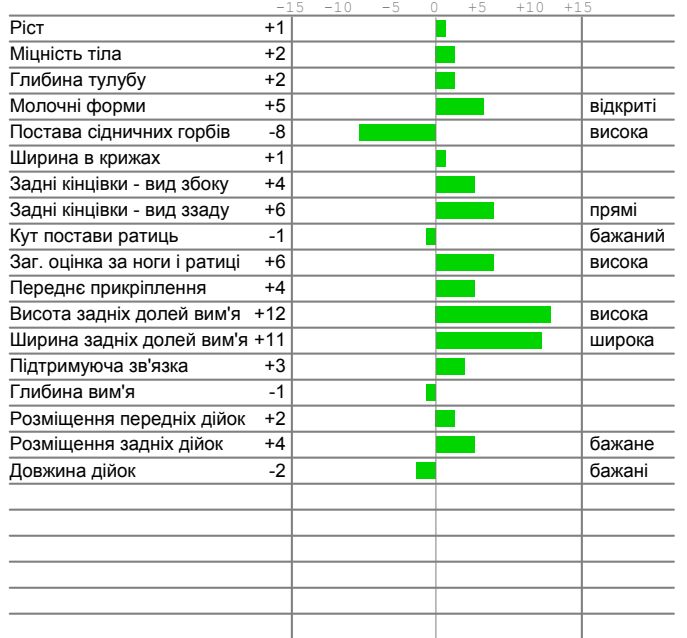 -15 -10 -5 0 +5 +10 +15
Ріст +1
Міцність тіла +2
Глибина тулубу +2
Молочні форми +5 відкриті
Постава сідничних горбів -8 висока
Ширина в крижах +1
Задні кінцівки - вид збоку +4
Задні кінцівки - вид ззаду +6 прямі
Кут постави ратиць -1 бажаний
Заг. оцінка за ноги і ратиці +6 висока
Переднє прикріплення +4
Висота задніх долей вим'я +12 висока
Ширина задніх долей вим'я +11 широка
Підтримуюча зв'язка +3
Глибина вим'я -1
Розміщення передніх дійок +2
Розміщення задніх дійок +4 бажане
Довжина дійок -2 бажані